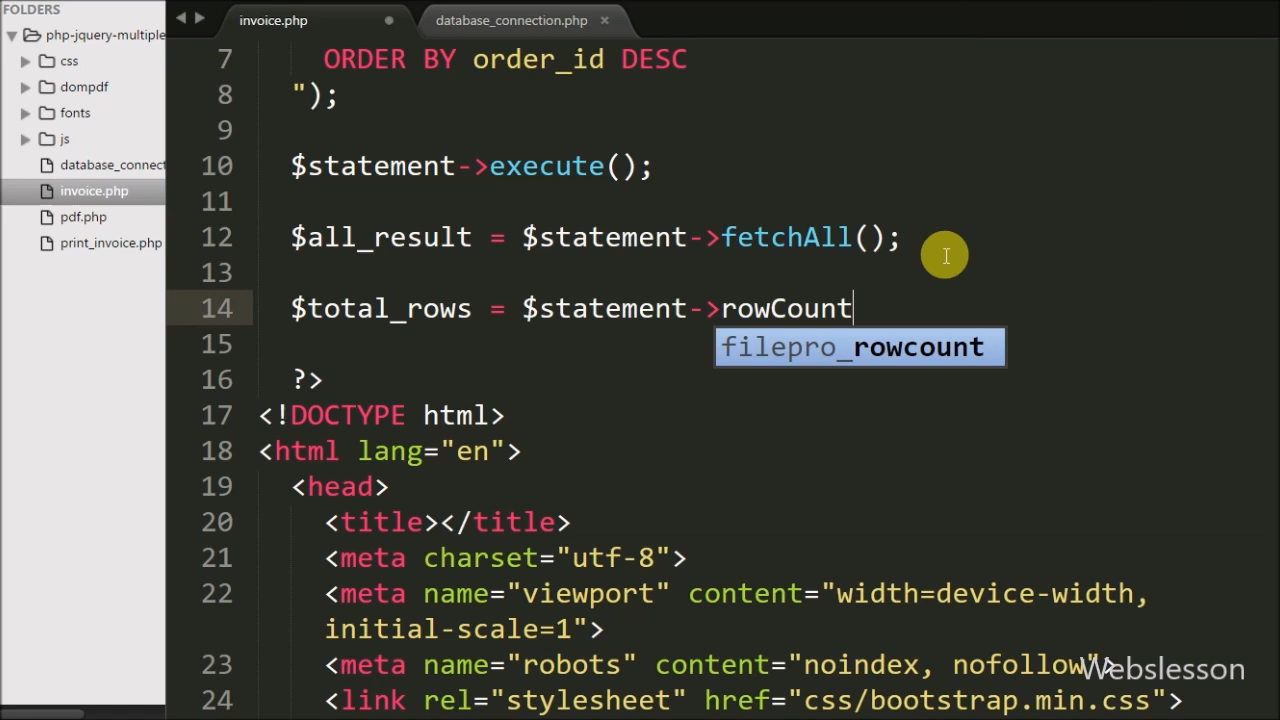 FOLDERS
php-jquery-multiple
css
dompdf
fonts
js
database_connect
invoice.php
pdf.php
print_invoice.php
invoice.php
database_connection.php ×
7 ORDER BY order_id DESC
8 ");
9
10 $statement->execute();
11
12 $all_result = $statement->fetchAll();
13
14 $total_rows = $statement->rowCount
filepro_rowcount
15
16 ?>
17 <!DOCTYPE html>
18 <html lang="en">
19 <head>
20 <title></title>
21 <meta charset="utf-8">
22 <meta name="viewport" content="width=device-width,
initial-scale=1">
23 <meta name="robots" content="noindex, nofollow">
24 <link rel="stylesheet" href="css/bootstrap.min.css">
Webslesson